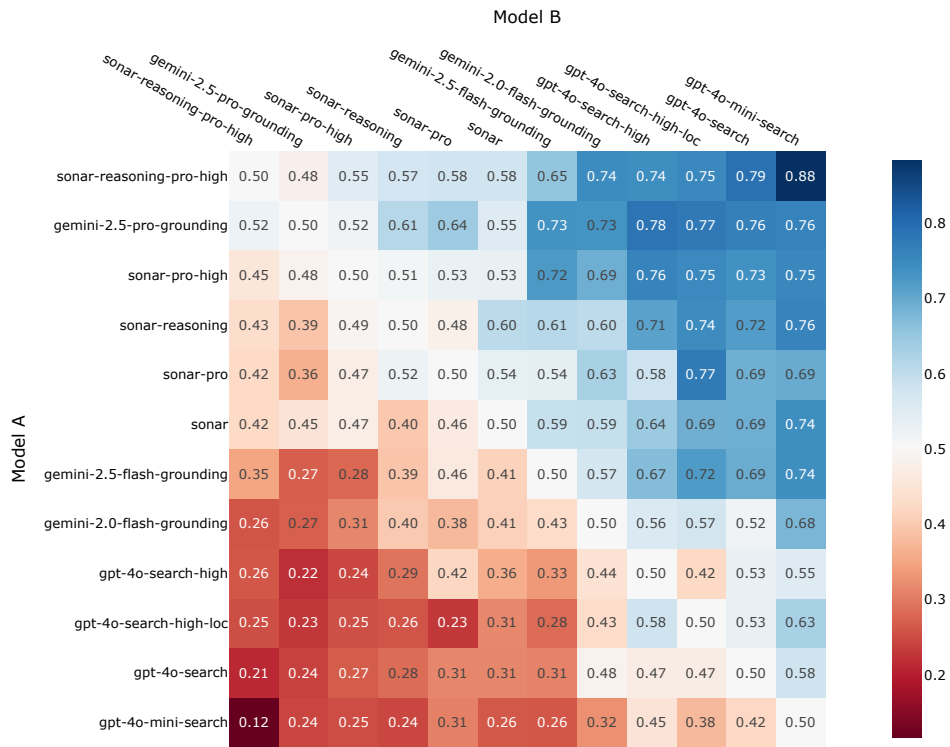 Model B
sonar-reasoning-pro-high
gemini-2.5-pro-grounding
sonar-pro-high
sonar-reasoning
sonar-pro
sonar
gemini-2.5-flash-grounding
gemini-2.0-flash-grounding
gpt-4o-search-high
gpt-4o-search-high-loc
gpt-4o-search
gpt-4o-mini-search
Model A
sonar-reasoning-pro-high 0.50 0.48 0.55 0.57 0.58 0.58 0.65 0.74 0.74 0.75 0.79 0.88
gemini-2.5-pro-grounding 0.52 0.50 0.52 0.61 0.64 0.55 0.73 0.73 0.78 0.77 0.76 0.76
sonar-pro-high 0.45 0.48 0.50 0.51 0.53 0.53 0.72 0.69 0.76 0.75 0.73 0.75
sonar-reasoning 0.43 0.39 0.49 0.50 0.48 0.60 0.61 0.60 0.71 0.74 0.72 0.76
sonar-pro 0.42 0.36 0.47 0.52 0.50 0.54 0.54 0.63 0.58 0.77 0.69 0.69
sonar 0.42 0.45 0.47 0.40 0.46 0.50 0.59 0.59 0.64 0.69 0.69 0.74
gemini-2.5-flash-grounding 0.35 0.27 0.28 0.39 0.46 0.41 0.50 0.57 0.67 0.72 0.69 0.74
gemini-2.0-flash-grounding 0.26 0.27 0.31 0.40 0.38 0.41 0.43 0.50 0.56 0.57 0.52 0.68
gpt-4o-search-high 0.26 0.22 0.24 0.29 0.42 0.36 0.33 0.44 0.50 0.42 0.53 0.55
gpt-4o-search-high-loc 0.25 0.23 0.25 0.26 0.23 0.31 0.28 0.43 0.58 0.50 0.53 0.63
gpt-4o-search 0.21 0.24 0.27 0.28 0.31 0.31 0.31 0.48 0.47 0.47 0.50 0.58
gpt-4o-mini-search 0.12 0.24 0.25 0.24 0.31 0.26 0.26 0.32 0.45 0.38 0.42 0.50
0.8
0.7
0.6
0.5
0.4
0.3
0.2